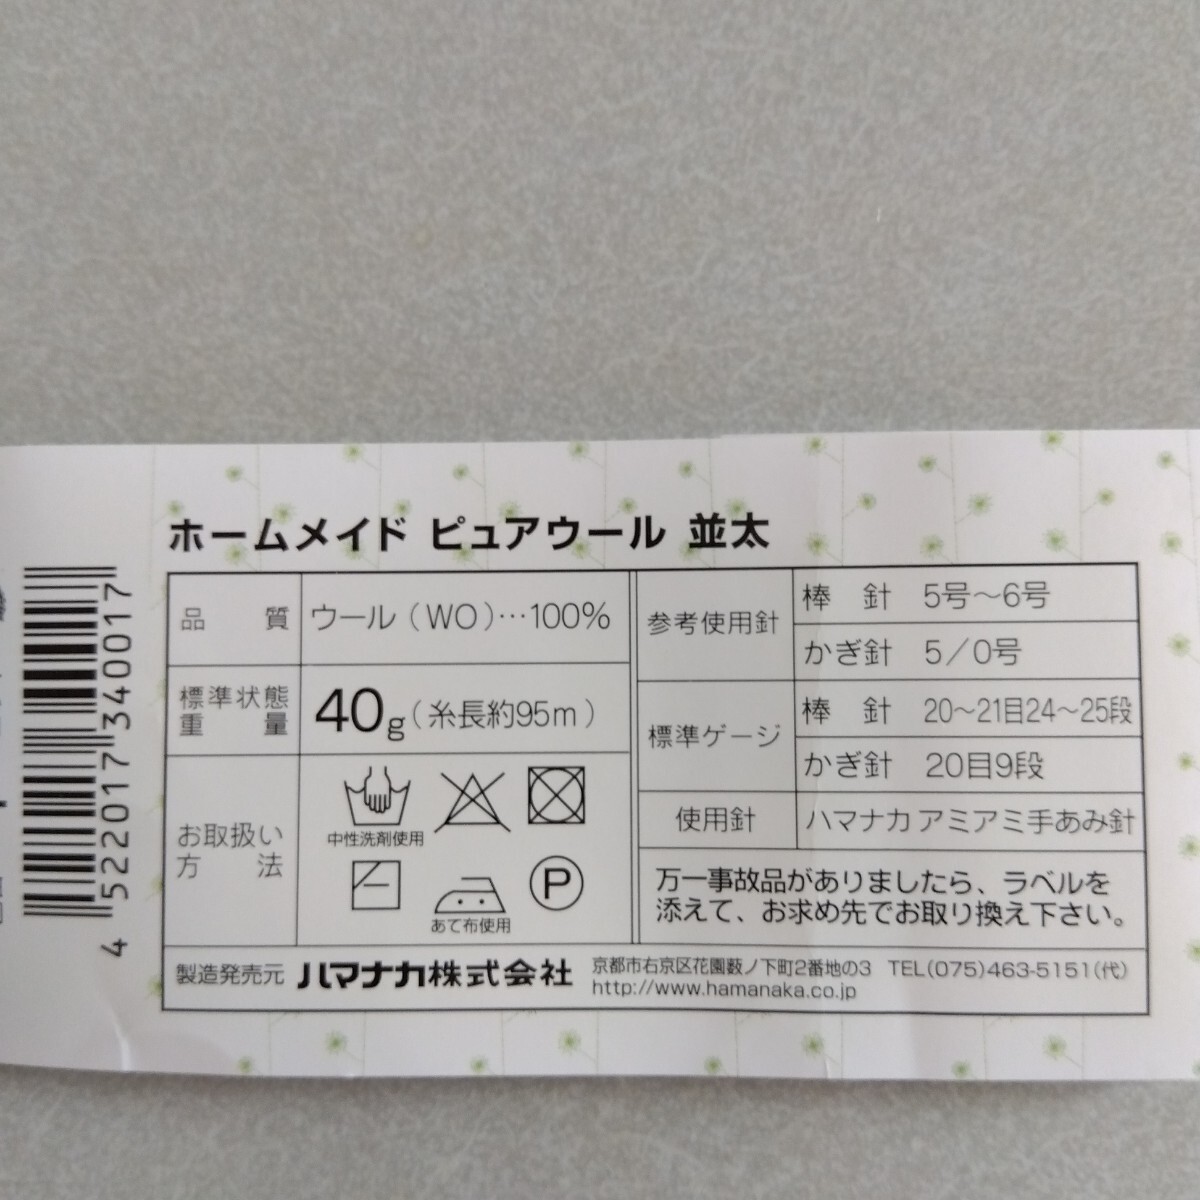 ホームメイド ピュアウール 並太
品質 ウール（WO）…100%
標準状態重量 40g（糸長約95m）
お取扱い方法
中性洗剤使用
あて布使用
P
参考使用針 棒針 5号～6号
かぎ針 5／0号
標準ゲージ 棒針 20～21目24～25段
かぎ針 20目9段
使用針 ハマナカ アミアミ手あみ針
万一事故品がありましたら、ラベルを
添えて、お求め先でお取り換え下さい。
製造発売元 ハマナカ株式会社 京都市右京区花園薮ノ下町2番地の3 TEL(075)463-5151(代)
http://www.hamanaka.co.jp
4 522017 340017